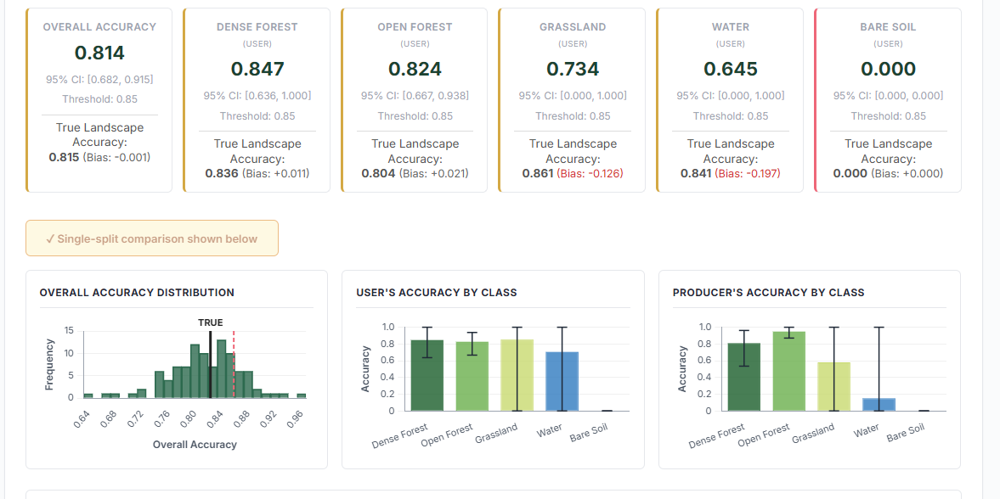 OVERALL ACCURACY
0.814
95% CI: [0.682, 0.915]
Threshold: 0.85
True Landscape
Accuracy:
0.815 (Bias: -0.001)
DENSE FOREST
(USER)
0.847
95% CI: [0.636, 1.000]
Threshold: 0.85
True Landscape
Accuracy:
0.836 (Bias: +0.011)
OPEN FOREST
(USER)
0.824
95% CI: [0.667, 0.938]
Threshold: 0.85
True Landscape
Accuracy:
0.804 (Bias: +0.021)
GRASSLAND
(USER)
0.734
95% CI: [0.000, 1.000]
Threshold: 0.85
True Landscape
Accuracy:
0.861 (Bias: -0.126)
WATER
(USER)
0.645
95% CI: [0.000, 1.000]
Threshold: 0.85
True Landscape
Accuracy:
0.841 (Bias: -0.197)
BARE SOIL
(USER)
0.000
95% CI: [0.000, 0.000]
Threshold: 0.85
True Landscape
Accuracy:
0.000 (Bias: +0.000)
✓ Single-split comparison shown below
OVERALL ACCURACY DISTRIBUTION
TRUE
Frequency
15
10
5
0
0.64 0.68 0.72 0.76 0.80 0.84 0.88 0.92 0.96
Overall Accuracy
USER'S ACCURACY BY CLASS
Accuracy
1.0
0.8
0.6
0.4
0.2
0
Dense Forest Open Forest Grassland Water Bare Soil
PRODUCER'S ACCURACY BY CLASS
Accuracy
1.0
0.8
0.6
0.4
0.2
0
Dense Forest Open Forest Grassland Water Bare Soil